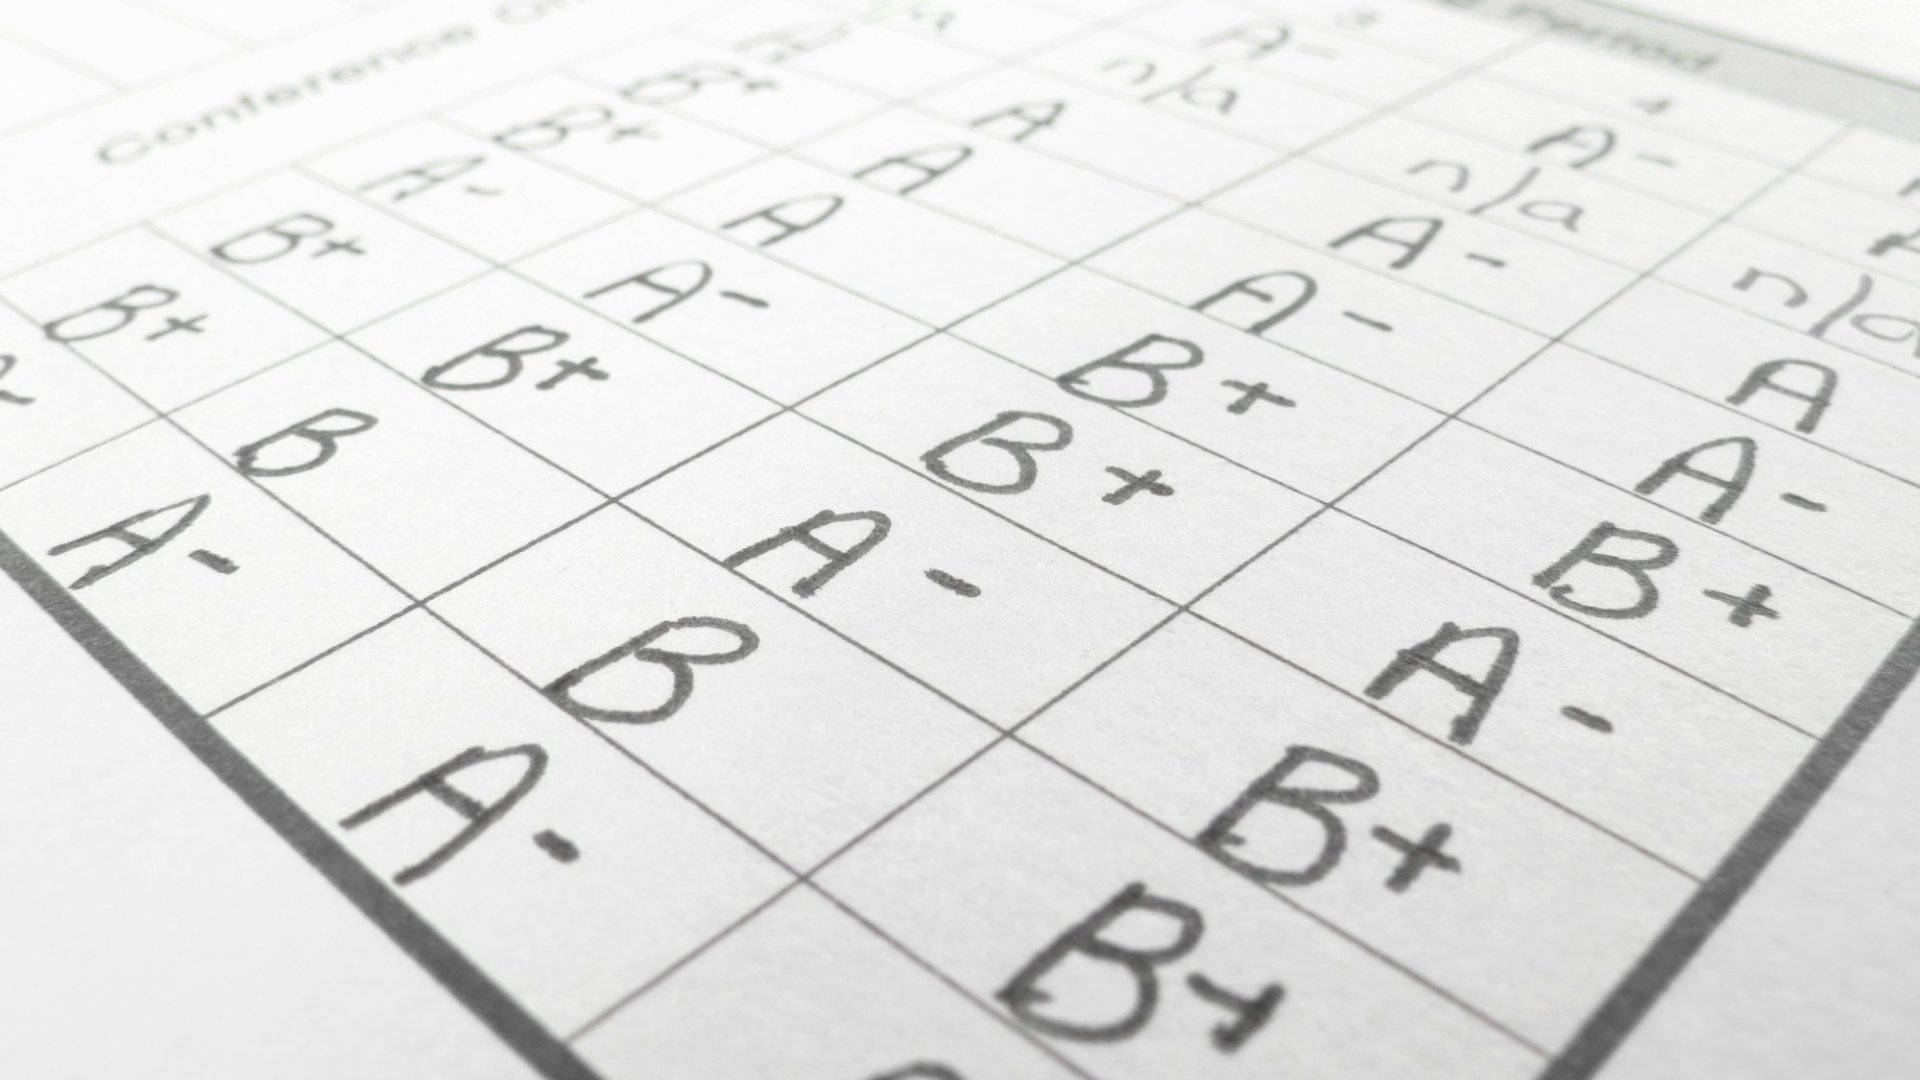 Period
3 4
A- A-
n/a n/a n/a n/a
A A- A
B+ A A- A-
B+ A B+ B+
A- A- B+ A-
B+ B+ A- B+
B+ B B B+
A- A-
Conference